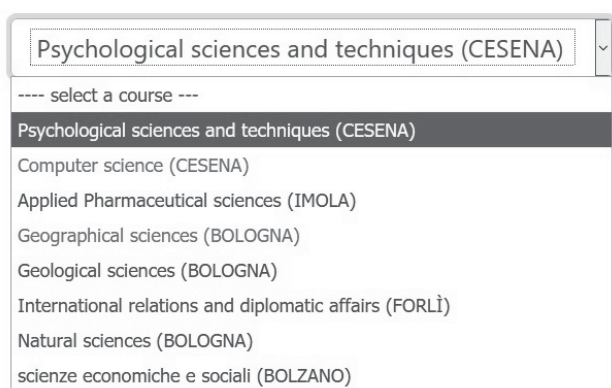 Psychological sciences and techniques (CESENA)
---- select a course ---
Psychological sciences and techniques (CESENA)
Computer science (CESENA)
Applied Pharmaceutical sciences (IMOLA)
Geographical sciences (BOLOGNA)
Geological sciences (BOLOGNA)
International relations and diplomatic affairs (FORLÌ)
Natural sciences (BOLOGNA)
scienze economiche e sociali (BOLZANO)